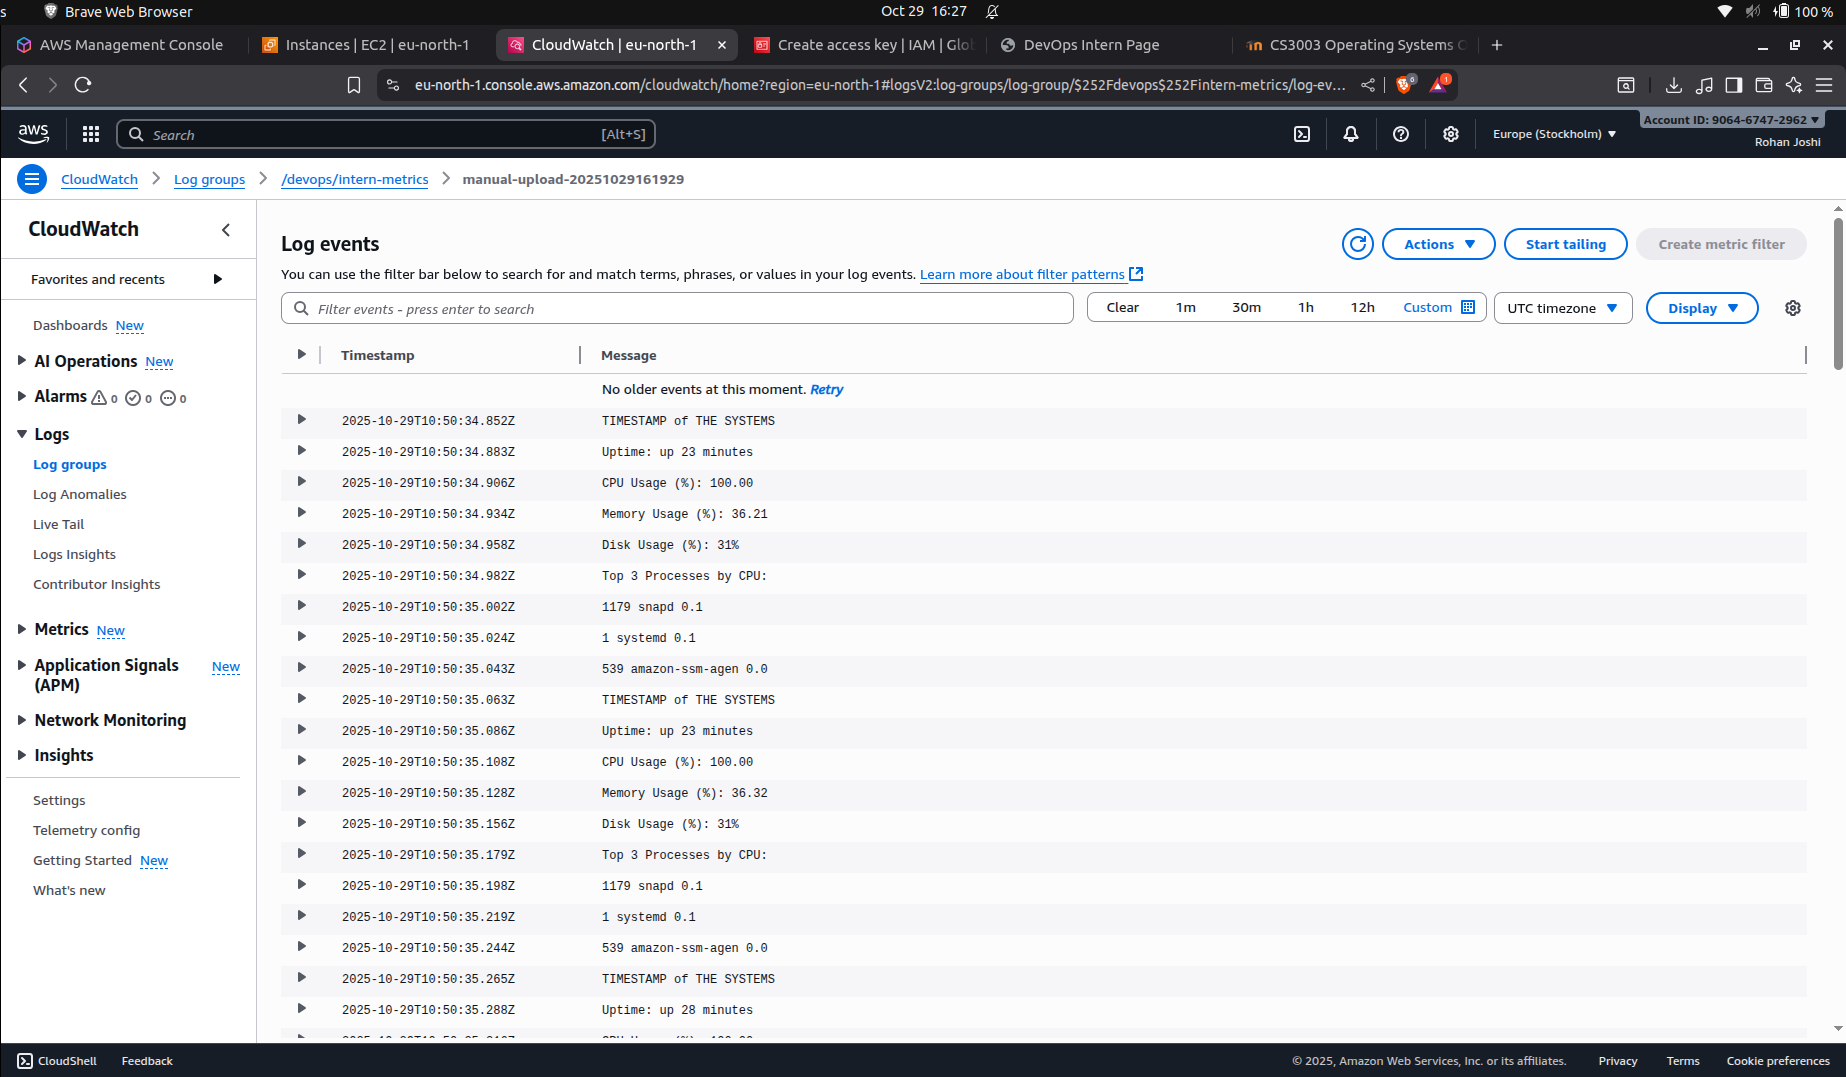 s Brave Web Browser Oct 29 16:27 100 %
AWS Management Console Instances | EC2 | eu-north-1 CloudWatch | eu-north-1 Create access key | IAM | Glo DevOps Intern Page CS3003 Operating Systems
eu-north-1.console.aws.amazon.com/cloudwatch/home?region=eu-north-1#logsV2:log-groups/log-group/$252Fdevops$252Fintern-metrics/log-ev... 6 1
aws Search [Alt+S] Europe (Stockholm) Account ID: 9064-6747-2962
Rohan Joshi
CloudWatch Log groups /devops/intern-metrics manual-upload-20251029161929
CloudWatch
Favorites and recents
Dashboards New
AI Operations New
Alarms 0 0 0
Logs
Log groups
Log Anomalies
Live Tail
Logs Insights
Contributor Insights
Metrics New
Application Signals New
(APM)
Network Monitoring
Insights
Settings
Telemetry config
Getting Started New
What's new
Log events
Actions Start tailing Create metric filter
You can use the filter bar below to search for and match terms, phrases, or values in your log events. Learn more about filter patterns
Filter events - press enter to search Clear 1m 30m 1h 12h Custom UTC timezone Display
Timestamp Message
No older events at this moment. Retry
2025-10-29T10:50:34.852Z TIMESTAMP of THE SYSTEMS
2025-10-29T10:50:34.883Z Uptime: up 23 minutes
2025-10-29T10:50:34.906Z CPU Usage (%): 100.00
2025-10-29T10:50:34.934Z Memory Usage (%): 36.21
2025-10-29T10:50:34.958Z Disk Usage (%): 31%
2025-10-29T10:50:34.982Z Top 3 Processes by CPU:
2025-10-29T10:50:35.002Z 1179 snapd 0.1
2025-10-29T10:50:35.024Z 1 systemd 0.1
2025-10-29T10:50:35.043Z 539 amazon-ssm-agen 0.0
2025-10-29T10:50:35.063Z TIMESTAMP of THE SYSTEMS
2025-10-29T10:50:35.086Z Uptime: up 23 minutes
2025-10-29T10:50:35.108Z CPU Usage (%): 100.00
2025-10-29T10:50:35.128Z Memory Usage (%): 36.32
2025-10-29T10:50:35.156Z Disk Usage (%): 31%
2025-10-29T10:50:35.179Z Top 3 Processes by CPU:
2025-10-29T10:50:35.198Z 1179 snapd 0.1
2025-10-29T10:50:35.219Z 1 systemd 0.1
2025-10-29T10:50:35.244Z 539 amazon-ssm-agen 0.0
2025-10-29T10:50:35.265Z TIMESTAMP of THE SYSTEMS
2025-10-29T10:50:35.288Z Uptime: up 28 minutes
CloudShell Feedback © 2025, Amazon Web Services, Inc. or its affiliates. Privacy Terms Cookie preferences